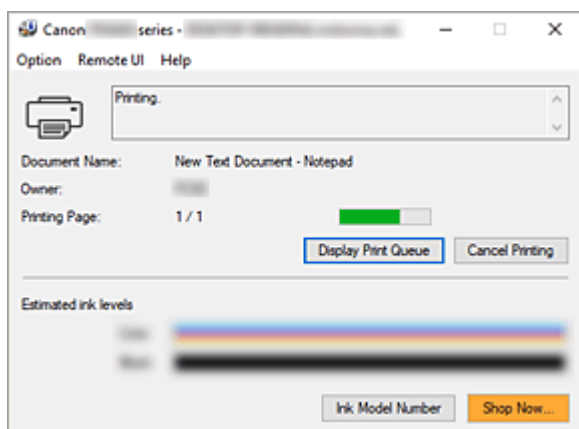 Canon series -
Option Remote UI Help
Printing.
Document Name: New Text Document - Notepad
Owner:
Printing Page: 1 / 1
Display Print Queue Cancel Printing
Estimated ink levels
Ink Model Number Shop Now...